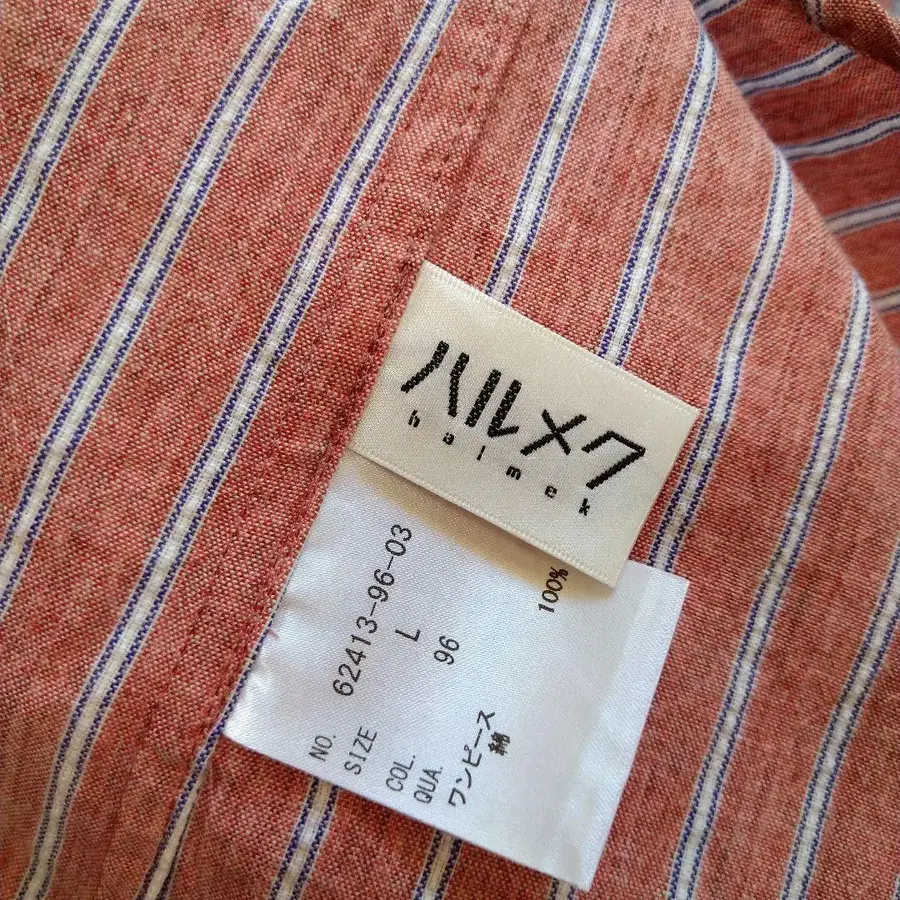 ハルメク
halmek
NO. 62413-96-03
SIZE L
COL. 96
QUA.
ワンピース
綿 100%